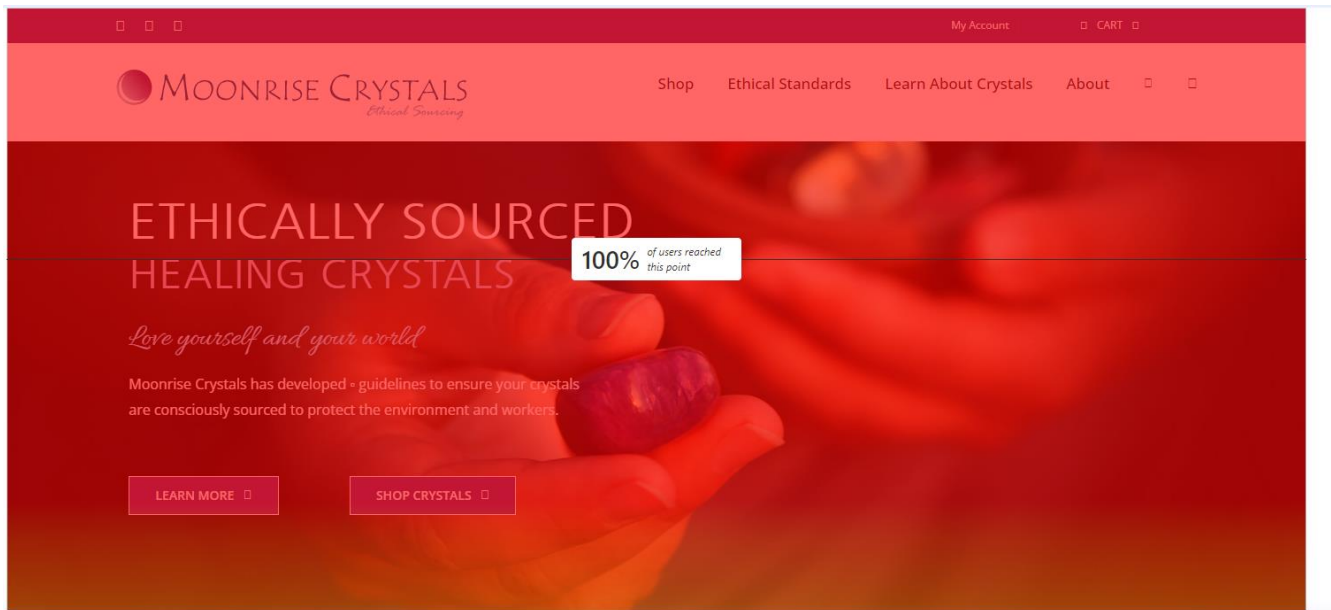 My Account
CART
MOONRISE CRYSTALS
Ethical Sourcing
Shop Ethical Standards Learn About Crystals About
ETHICALLY SOURCED
HEALING CRYSTALS
100% of users reached
this point
Love yourself and your world
Moonrise Crystals has developed - guidelines to ensure your crystals
are consciously sourced to protect the environment and workers.
LEARN MORE
SHOP CRYSTALS